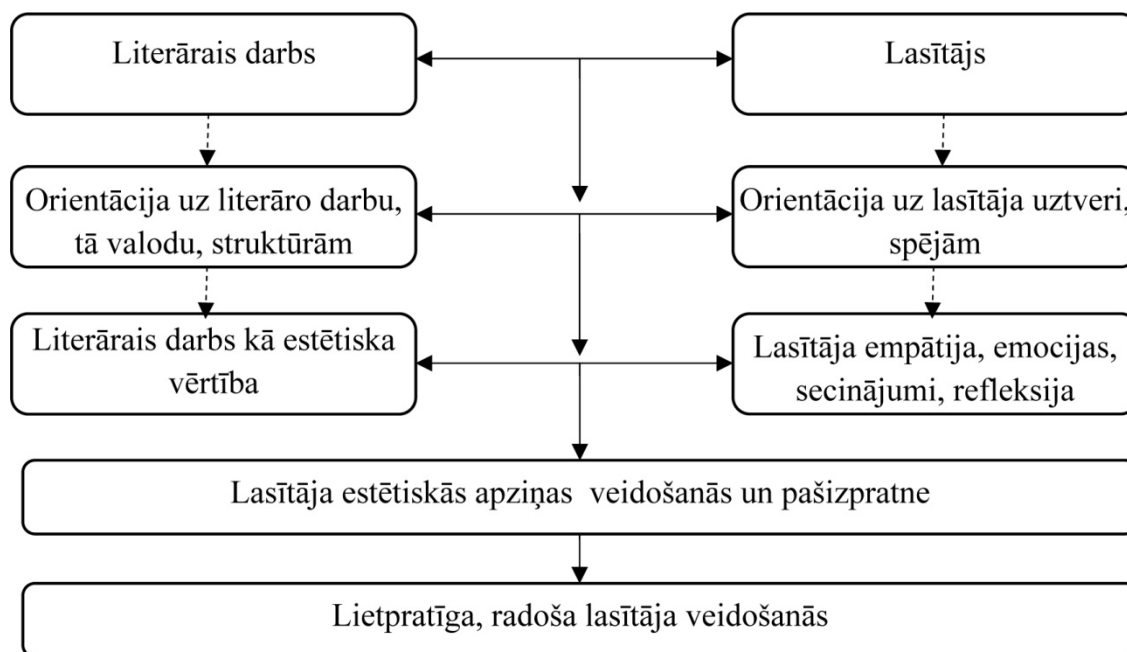 Literārais darbs
Lasītājs
Orientācija uz literāro darbu,
tā valodu, struktūrām
Orientācija uz lasītāja uztveri,
spējām
Literārais darbs kā estētiska
vērtība
Lasītāja empātija, emocijas,
secinājumi, refleksija
Lasītāja estētiskās apziņas veidošanās un pašizpratne
Lietpratīga, radoša lasītāja veidošanās